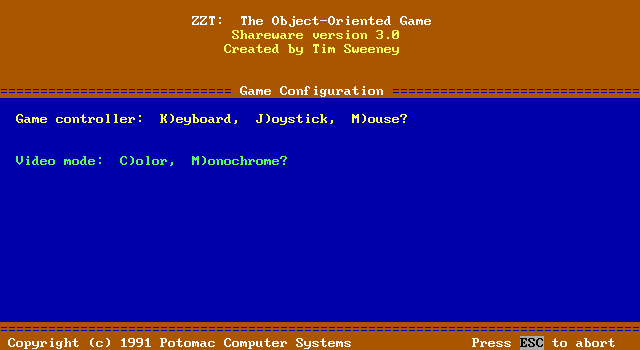 ZZT:  The Object-Oriented Game
Shareware version 3.0
Created by Tim Sweeney
Game Configuration
Game controller:  K)eyboard,  J)oystick,  M)ouse?
Video mode:  C)olor,  M)onochrome?
Copyright (c) 1991 Potomac Computer Systems
Press ESC to abort